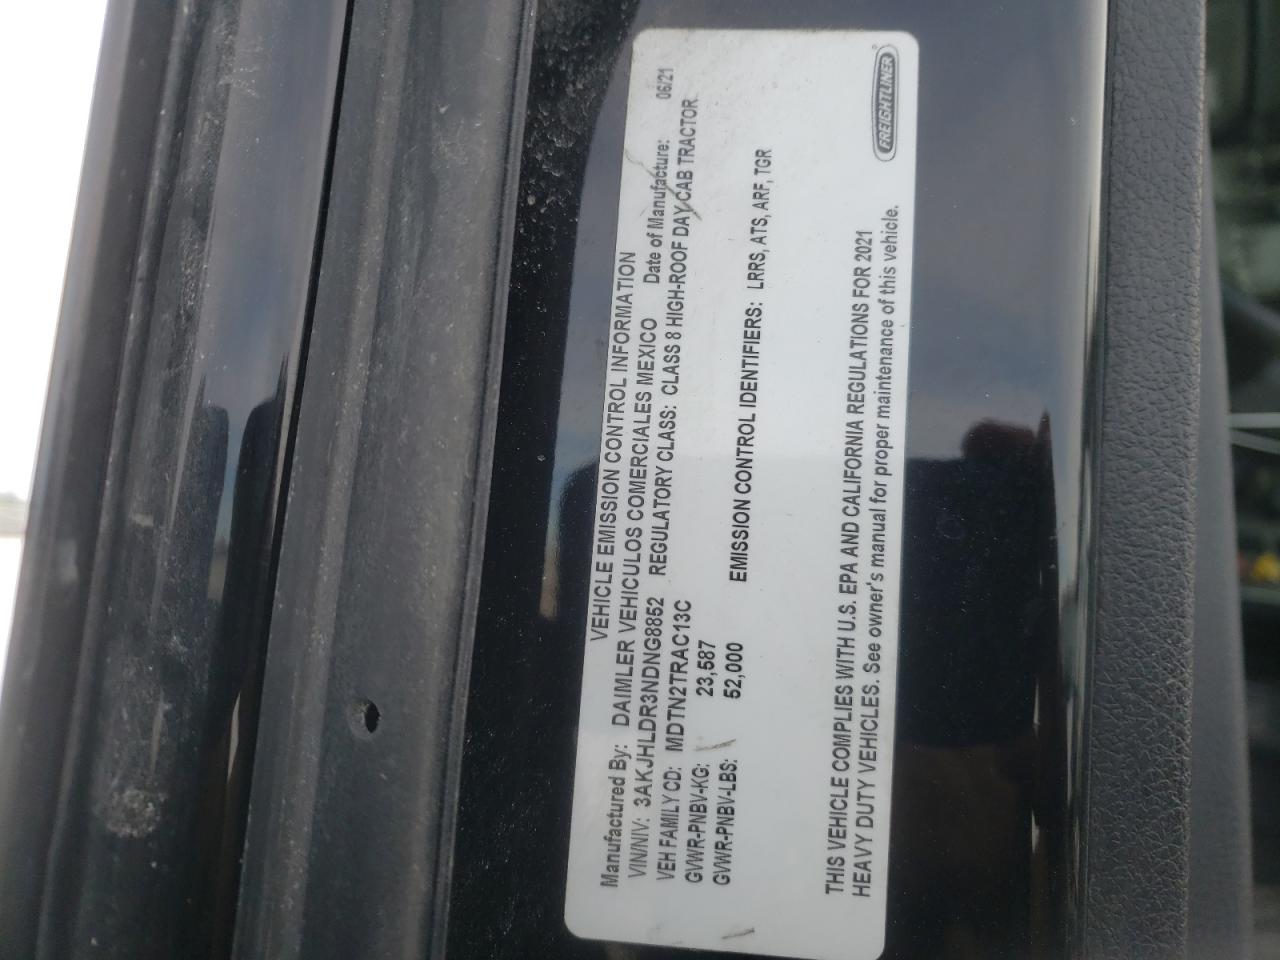 VEHICLE EMISSION CONTROL INFORMATION
Manufactured By: DAIMLER VEHICULOS COMERCIALES MEXICO Date of Manufacture: 06/21
VIN/NIV: 3AKJHLDR3NDNG8852 REGULATORY CLASS: CLASS 8 HIGH-ROOF DAY CAB TRACTOR
VEH FAMILY CD: MDTN2TRAC13C
GVWR-PNBV-KG: 23,587
GVWR-PNBV-LBS: 52,000 EMISSION CONTROL IDENTIFIERS: LRRS, ATS, ARF, TGR
THIS VEHICLE COMPLIES WITH U.S. EPA AND CALIFORNIA REGULATIONS FOR 2021
HEAVY DUTY VEHICLES. See owner's manual for proper maintenance of this vehicle.
FREIGHTLINER